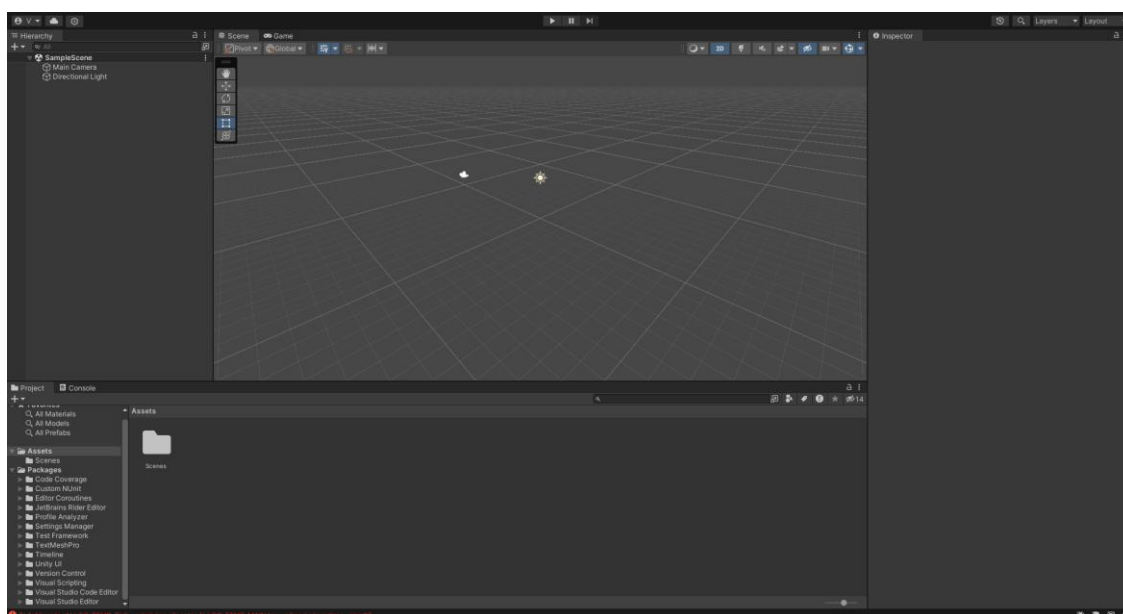 V
Layers
Layout
Hierarchy
Scene
Game
Inspector
All
Pivot
Global
2D
SampleScene
Main Camera
Directional Light
Project
Console
14
Favorites
All Materials
All Models
All Prefabs
Assets
Assets
Scenes
Scenes
Packages
Code Coverage
Custom NUnit
Editor Coroutines
JetBrains Rider Editor
Profile Analyzer
Settings Manager
Test Framework
TextMeshPro
Timeline
Unity UI
Version Control
Visual Scripting
Visual Studio Code Editor
Visual Studio Editor